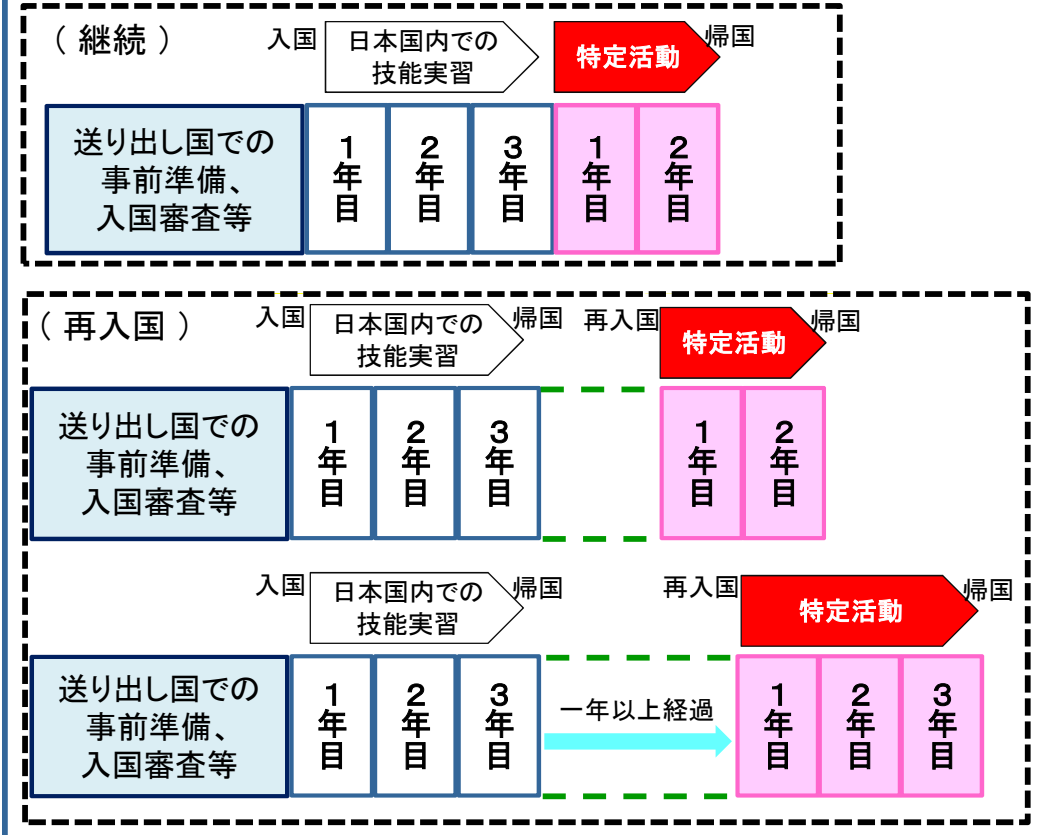 （ 継続 ）
入国
日本国内での
技能実習
特定活動
帰国
送り出し国での
事前準備、
入国審査等
１年目
２年目
３年目
１年目
２年目
（ 再入国 ）
入国
日本国内での
技能実習
帰国
再入国
特定活動
帰国
送り出し国での
事前準備、
入国審査等
１年目
２年目
３年目
１年目
２年目
入国
日本国内での
技能実習
帰国
再入国
特定活動
帰国
送り出し国での
事前準備、
入国審査等
１年目
２年目
３年目
一年以上経過
１年目
２年目
３年目